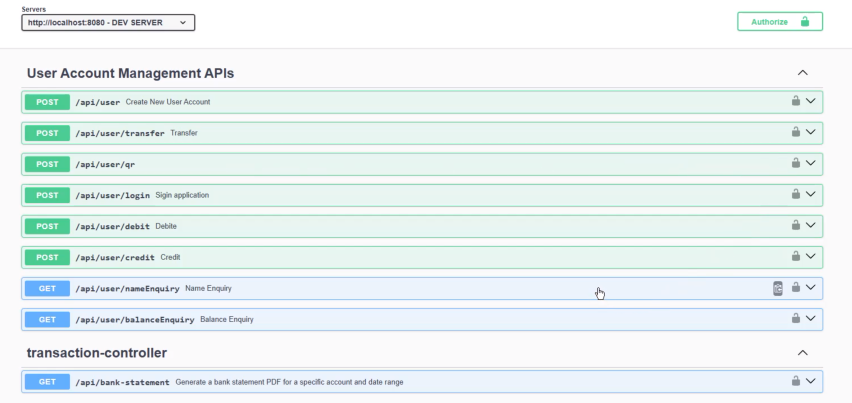 Servers
http://localhost:8080 - DEV SERVER
Authorize
User Account Management APIs
POST /api/user Create New User Account
POST /api/user/transfer Transfer
POST /api/user/qr
POST /api/user/login Sigin application
POST /api/user/debit Debite
POST /api/user/credit Credit
GET /api/user/nameEnquiry Name Enquiry
GET /api/user/balanceEnquiry Balance Enquiry
transaction-controller
GET /api/bank-statement Generate a bank statement PDF for a specific account and date range